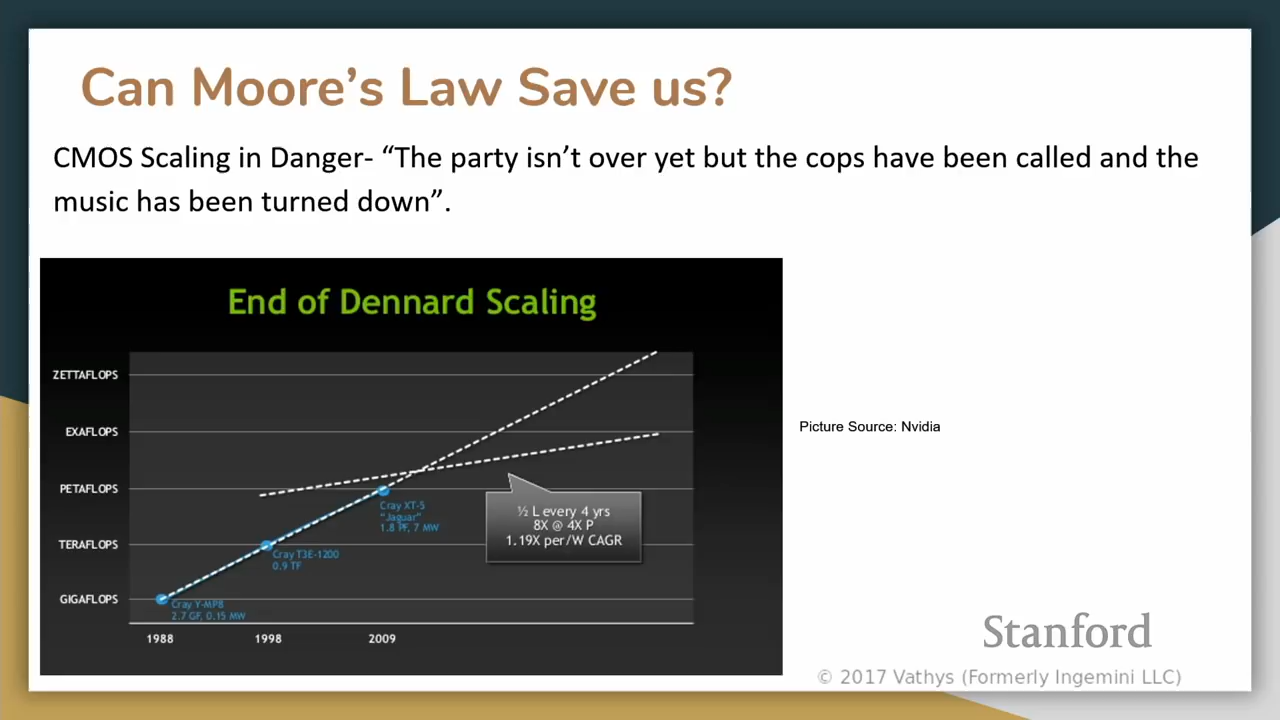 Can Moore's Law Save us?
CMOS Scaling in Danger- “The party isn't over yet but the cops have been called and the
music has been turned down”.
End of Dennard Scaling
ZETTAFLOPS
EXAFLOPS
PETAFLOPS
TERAFLOPS
GIGAFLOPS
Cray XT-5
"Jaguar"
1.8 PF, 7 MW
½ L every 4 yrs
8X @ 4X P
1.19X per/W CAGR
Cray T3E-1200
0.9 TF
Cray Y-MP8
2.7 GF, 0.15 MW
1988
1998
2009
Picture Source: Nvidia
Stanford
© 2017 Vathys (Formerly Ingemini LLC)